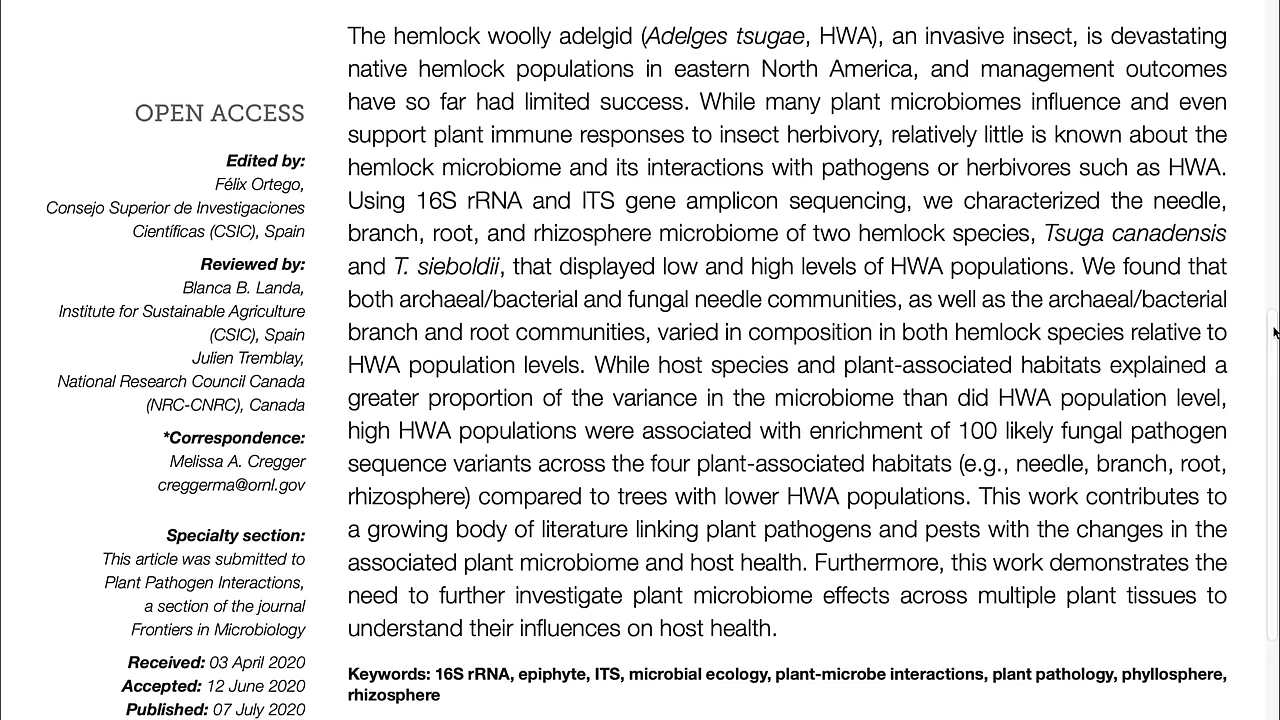 OPEN ACCESS
Edited by:
Félix Ortego,
Consejo Superior de Investigaciones
Científicas (CSIC), Spain
Reviewed by:
Blanca B. Landa,
Institute for Sustainable Agriculture
(CSIC), Spain
Julien Tremblay,
National Research Council Canada
(NRC-CNRC), Canada
*Correspondence:
Melissa A. Cregger
creggerma@ornl.gov
Specialty section:
This article was submitted to
Plant Pathogen Interactions,
a section of the journal
Frontiers in Microbiology
Received: 03 April 2020
Accepted: 12 June 2020
Published: 07 July 2020
The hemlock woolly adelgid (Adelges tsugae, HWA), an invasive insect, is devastating
native hemlock populations in eastern North America, and management outcomes
have so far had limited success. While many plant microbiomes influence and even
support plant immune responses to insect herbivory, relatively little is known about the
hemlock microbiome and its interactions with pathogens or herbivores such as HWA.
Using 16S rRNA and ITS gene amplicon sequencing, we characterized the needle,
branch, root, and rhizosphere microbiome of two hemlock species, Tsuga canadensis
and T. sieboldii, that displayed low and high levels of HWA populations. We found that
both archaeal/bacterial and fungal needle communities, as well as the archaeal/bacterial
branch and root communities, varied in composition in both hemlock species relative to
HWA population levels. While host species and plant-associated habitats explained a
greater proportion of the variance in the microbiome than did HWA population level,
high HWA populations were associated with enrichment of 100 likely fungal pathogen
sequence variants across the four plant-associated habitats (e.g., needle, branch, root,
rhizosphere) compared to trees with lower HWA populations. This work contributes to
a growing body of literature linking plant pathogens and pests with the changes in the
associated plant microbiome and host health. Furthermore, this work demonstrates the
need to further investigate plant microbiome effects across multiple plant tissues to
understand their influences on host health.
Keywords: 16S rRNA, epiphyte, ITS, microbial ecology, plant-microbe interactions, plant pathology, phyllosphere,
rhizosphere